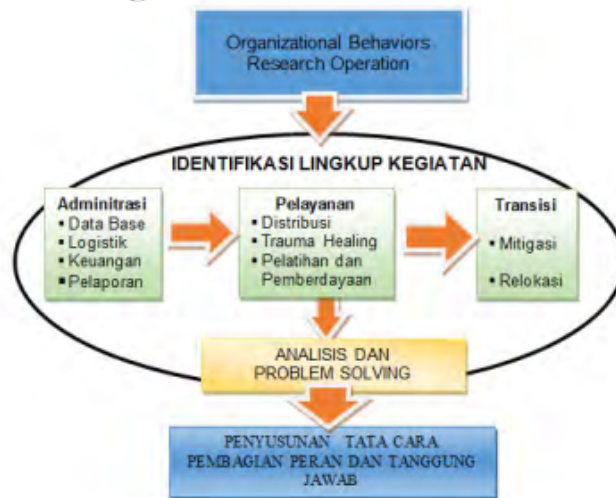 Organizational Behaviors
Research Operation
IDENTIFIKASI LINGKUP KEGIATAN
Adminitrasi
▪ Data Base
▪ Logistik
▪ Keuangan
▪ Pelaporan
Pelayanan
▪ Distribusi
▪ Trauma Healing
▪ Pelatihan dan
Pemberdayaan
Transisi
▪ Mitigasi
▪ Relokasi
ANALISIS DAN
PROBLEM SOLVING
PENYUSUNAN TATA CARA
PEMBAGIAN PERAN DAN TANGGUNG
JAWAB